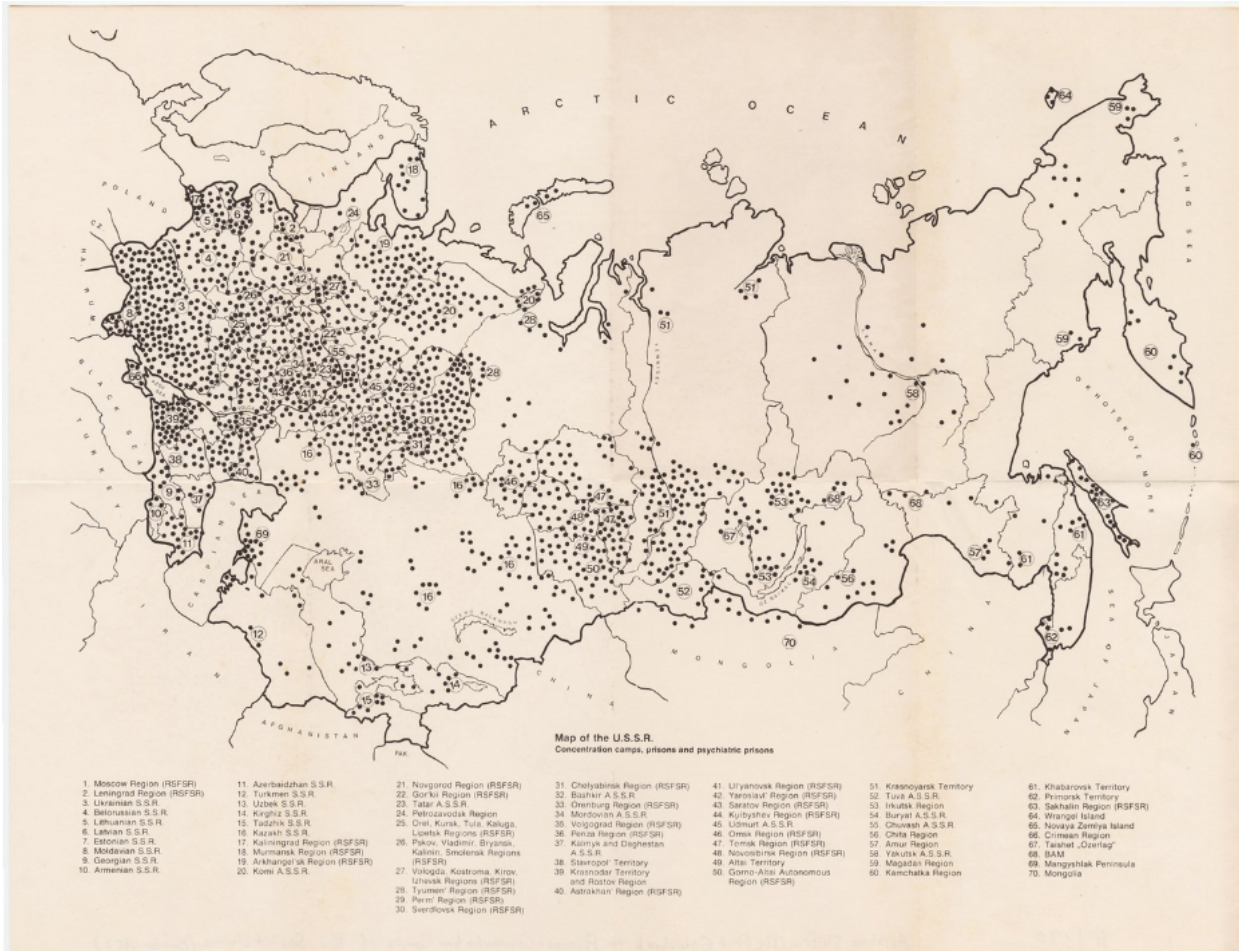 ARCTIC OCEAN
BERING SEA
POLAND
FINLAND
CZ.
HUN
RUM
BLACK SEA
TURKEY
CASPIAN SEA
ARAL SEA
IRAN
AFGHANISTAN
PAK.
CHINA
MONGOLIA
CHINA
OKHOTSKOYE MORE
SEA OF JAPAN
JAPAN
Map of the U.S.S.R.
Concentration camps, prisons and psychiatric prisons
1. Moscow Region (RSFSR)
2. Leningrad Region (RSFSR)
3. Ukrainian S.S.R.
4. Belorussian S.S.R.
5. Lithuanian S.S.R.
6. Latvian S.S.R.
7. Estonian S.S.R.
8. Moldavian S.S.R.
9. Georgian S.S.R.
10. Armenian S.S.R.
11. Azerbaidzhan S.S.R.
12. Turkmen S.S.R.
13. Uzbek S.S.R.
14. Kirghiz S.S.R.
15. Tadzhik S.S.R.
16. Kazakh S.S.R.
17. Kaliningrad Region (RSFSR)
18. Murmansk Region (RSFSR)
19. Arkhangel'sk Region (RSFSR)
20. Komi A.S.S.R.
21. Novgorod Region (RSFSR)
22. Gor'kii Region (RSFSR)
23. Tatar A.S.S.R.
24. Petrozavodsk Region
25. Orel, Kursk, Tula, Kaluga,
Lipetsk Regions (RSFSR)
26. Pskov, Vladimir, Bryansk,
Kalinin, Smolensk Regions
(RSFSR)
27. Vologda, Kostroma, Kirov,
Izhevsk Regions (RSFSR)
28. Tyumen' Region (RSFSR)
29. Perm' Region (RSFSR)
30. Sverdlovsk Region (RSFSR)
31. Chelyabinsk Region (RSFSR)
32. Bashkir A.S.S.R.
33. Orenburg Region (RSFSR)
34. Mordovian A.S.S.R.
35. Volgograd Region (RSFSR)
36. Penza Region (RSFSR)
37. Kalmyk and Daghestan
A.S.S.R.
38. Stavropol' Territory
39. Krasnodar Territory
and Rostov Region
40. Astrakhan' Region (RSFSR)
41. Ul'yanovsk Region (RSFSR)
42. Yaroslavl' Region (RSFSR)
43. Saratov Region (RSFSR)
44. Kuibyshev Region (RSFSR)
45. Udmurt A.S.S.R.
46. Omsk Region (RSFSR)
47. Tomsk Region (RSFSR)
48. Novosibirsk Region (RSFSR)
49. Altai Territory
50. Gorno-Altai Autonomous
Region (RSFSR)
51. Krasnoyarsk Territory
52. Tuva A.S.S.R.
53. Irkutsk Region
54. Buryat A.S.S.R.
55. Chuvash A.S.S.R.
56. Chita Region
57. Amur Region
58. Yakutsk A.S.S.R.
59. Magadan Region
60. Kamchatka Region
61. Khabarovsk Territory
62. Primorsk Territory
63. Sakhalin Region (RSFSR)
64. Wrangel Island
65. Novaya Zemlya Island
66. Crimean Region
67. Taishet „Ozerlag"
68. BAM
69. Mangyshlak Peninsula
70. Mongolia